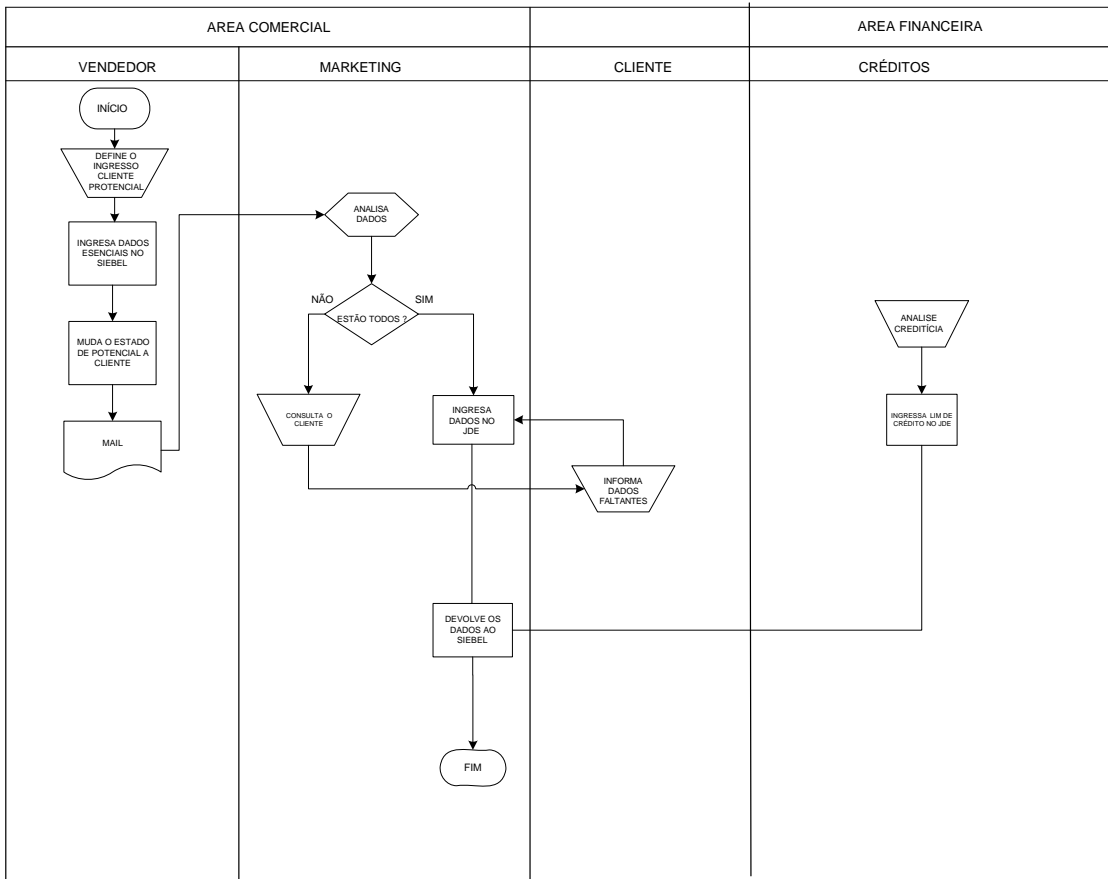 AREA COMERCIAL
AREA FINANCEIRA
VENDEDOR
MARKETING
CLIENTE
CRÉDITOS
INÍCIO
DEFINE O
INGRESSO
CLIENTE
PROTENCIAL
INGRESA DADOS
ESENCIAIS NO
SIEBEL
MUDA O ESTADO
DE POTENCIAL A
CLIENTE
MAIL
ANALISA
DADOS
NÃO
SIM
ESTÃO TODOS ?
CONSULTA O
CLIENTE
INGRESA
DADOS NO
JDE
INFORMA
DADOS
FALTANTES
ANALISE
CREDITÍCIA
INGRESSA LIM DE
CRÉDITO NO JDE
DEVOLVE OS
DADOS AO
SIEBEL
FIM